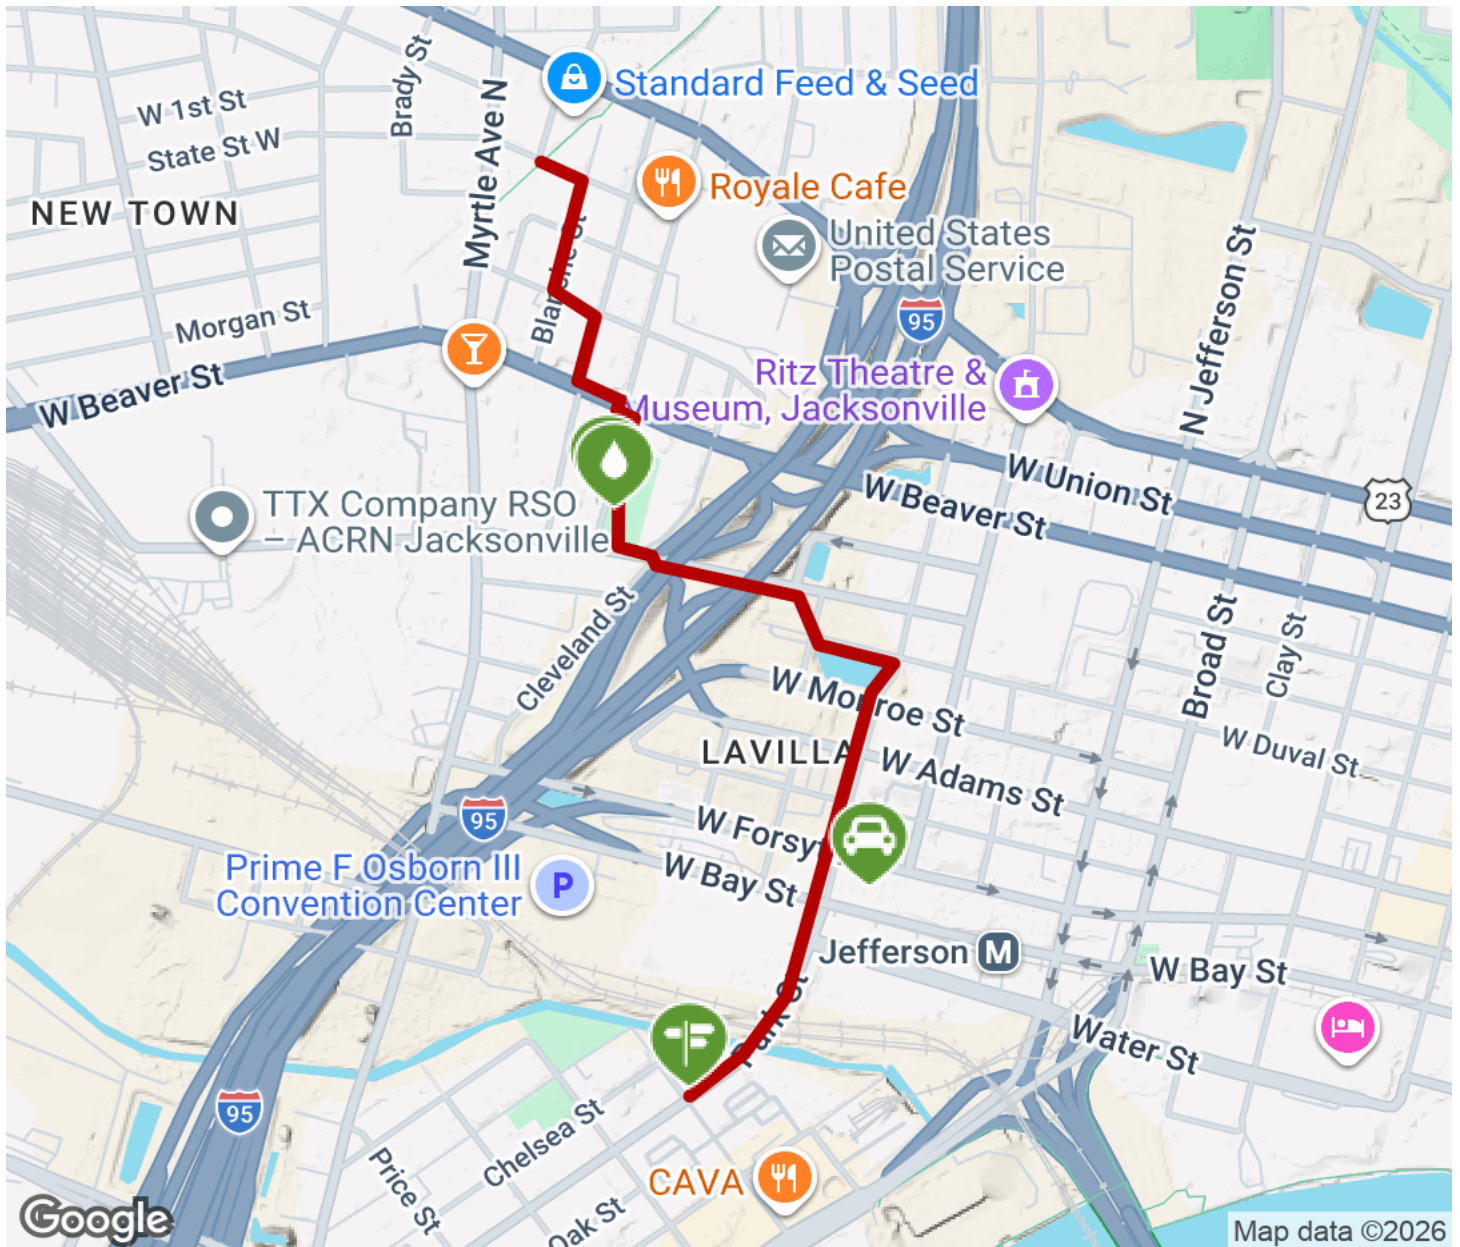 Brady St
W 1st St
State St W
Myrtle Ave N
Standard Feed & Seed
Royale Cafe
NEW TOWN
United States
Postal Service
N Jefferson St
Morgan St
95
W Beaver St
Ritz Theatre &
Museum, Jacksonville
W Union St
23
W Beaver St
TTX Company RSO
– ACRN Jacksonville
Cleveland St
Broad St
Clay St
W Monroe St
W Duval St
LAVILLA
W Adams St
95
W Forsyt
W Bay St
Prime F Osborn III
Convention Center
P
Jefferson M
W Bay St
Park St
Water St
95
Chelsea St
Price St
CAVA
Oak St
Google
Map data ©2026